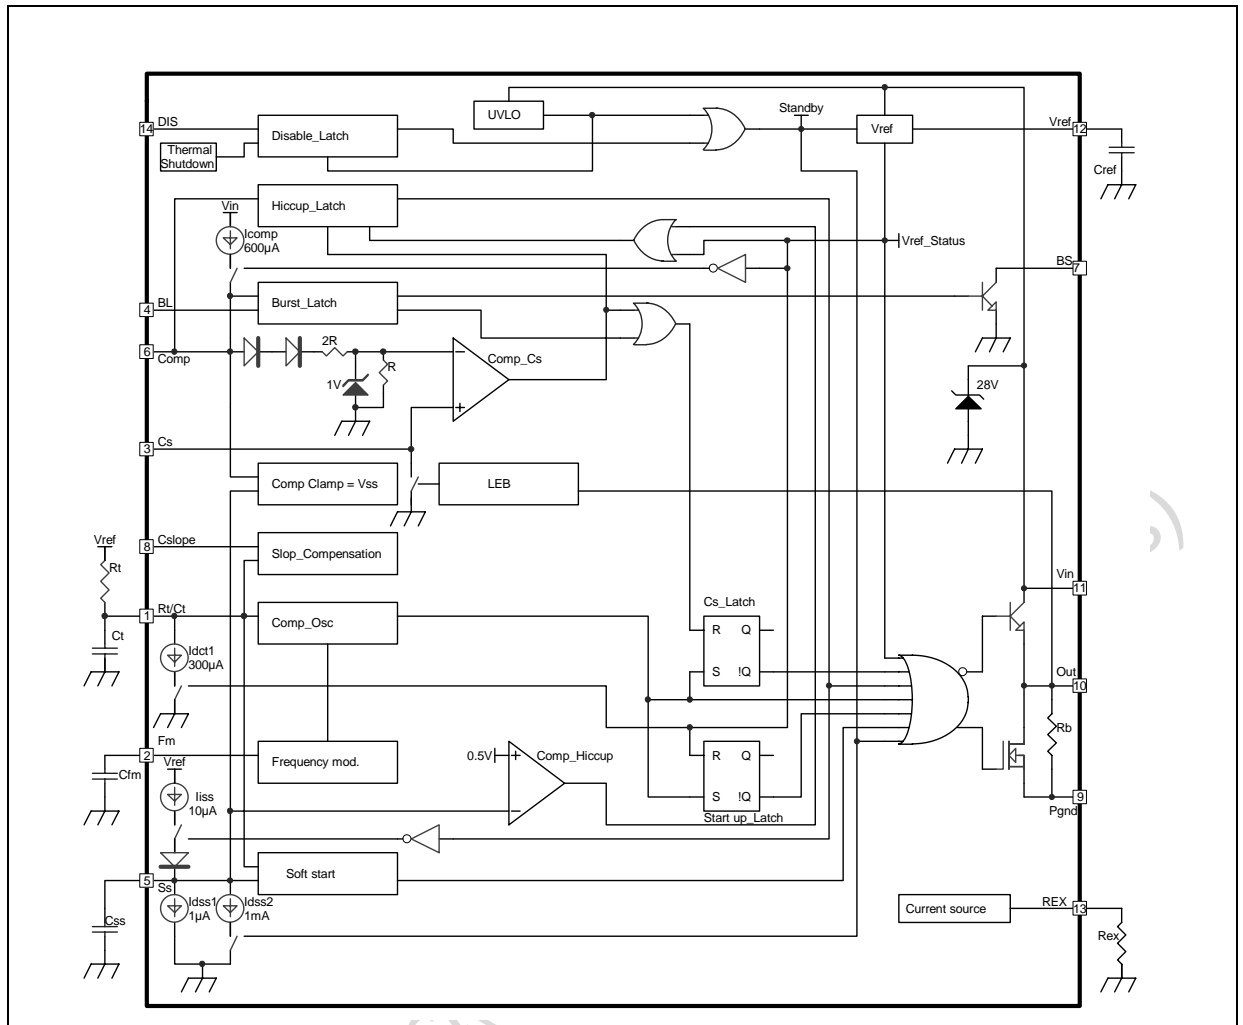 UVLO
Standby
14 DIS
Disable_Latch
Vref
Vref
12
Thermal
Shutdown
Cref
Hiccup_Latch
Vin
Icomp
600µA
Vref_Status
BS
7
4 BL
Burst_Latch
6
Comp
2R
R
1V
Comp_Cs
28V
3 Cs
Comp Clamp = Vss
LEB
Vref
8 Cslope
Slop_Compensation
Rt
Vin
11
1 Rt/Ct
Comp_Osc
Cs_Latch
R Q
S !Q
Ct
Idct1
300µA
Out
10
Fm
2
Vref
Frequency mod.
Cfm
0.5V
Comp_Hiccup
R Q
S !Q
Start up_Latch
Rb
9
Pgnd
Iiss
10µA
5
Ss
Soft start
Css
Idss1
1µA
Idss2
1mA
Current source
REX
13
Rex